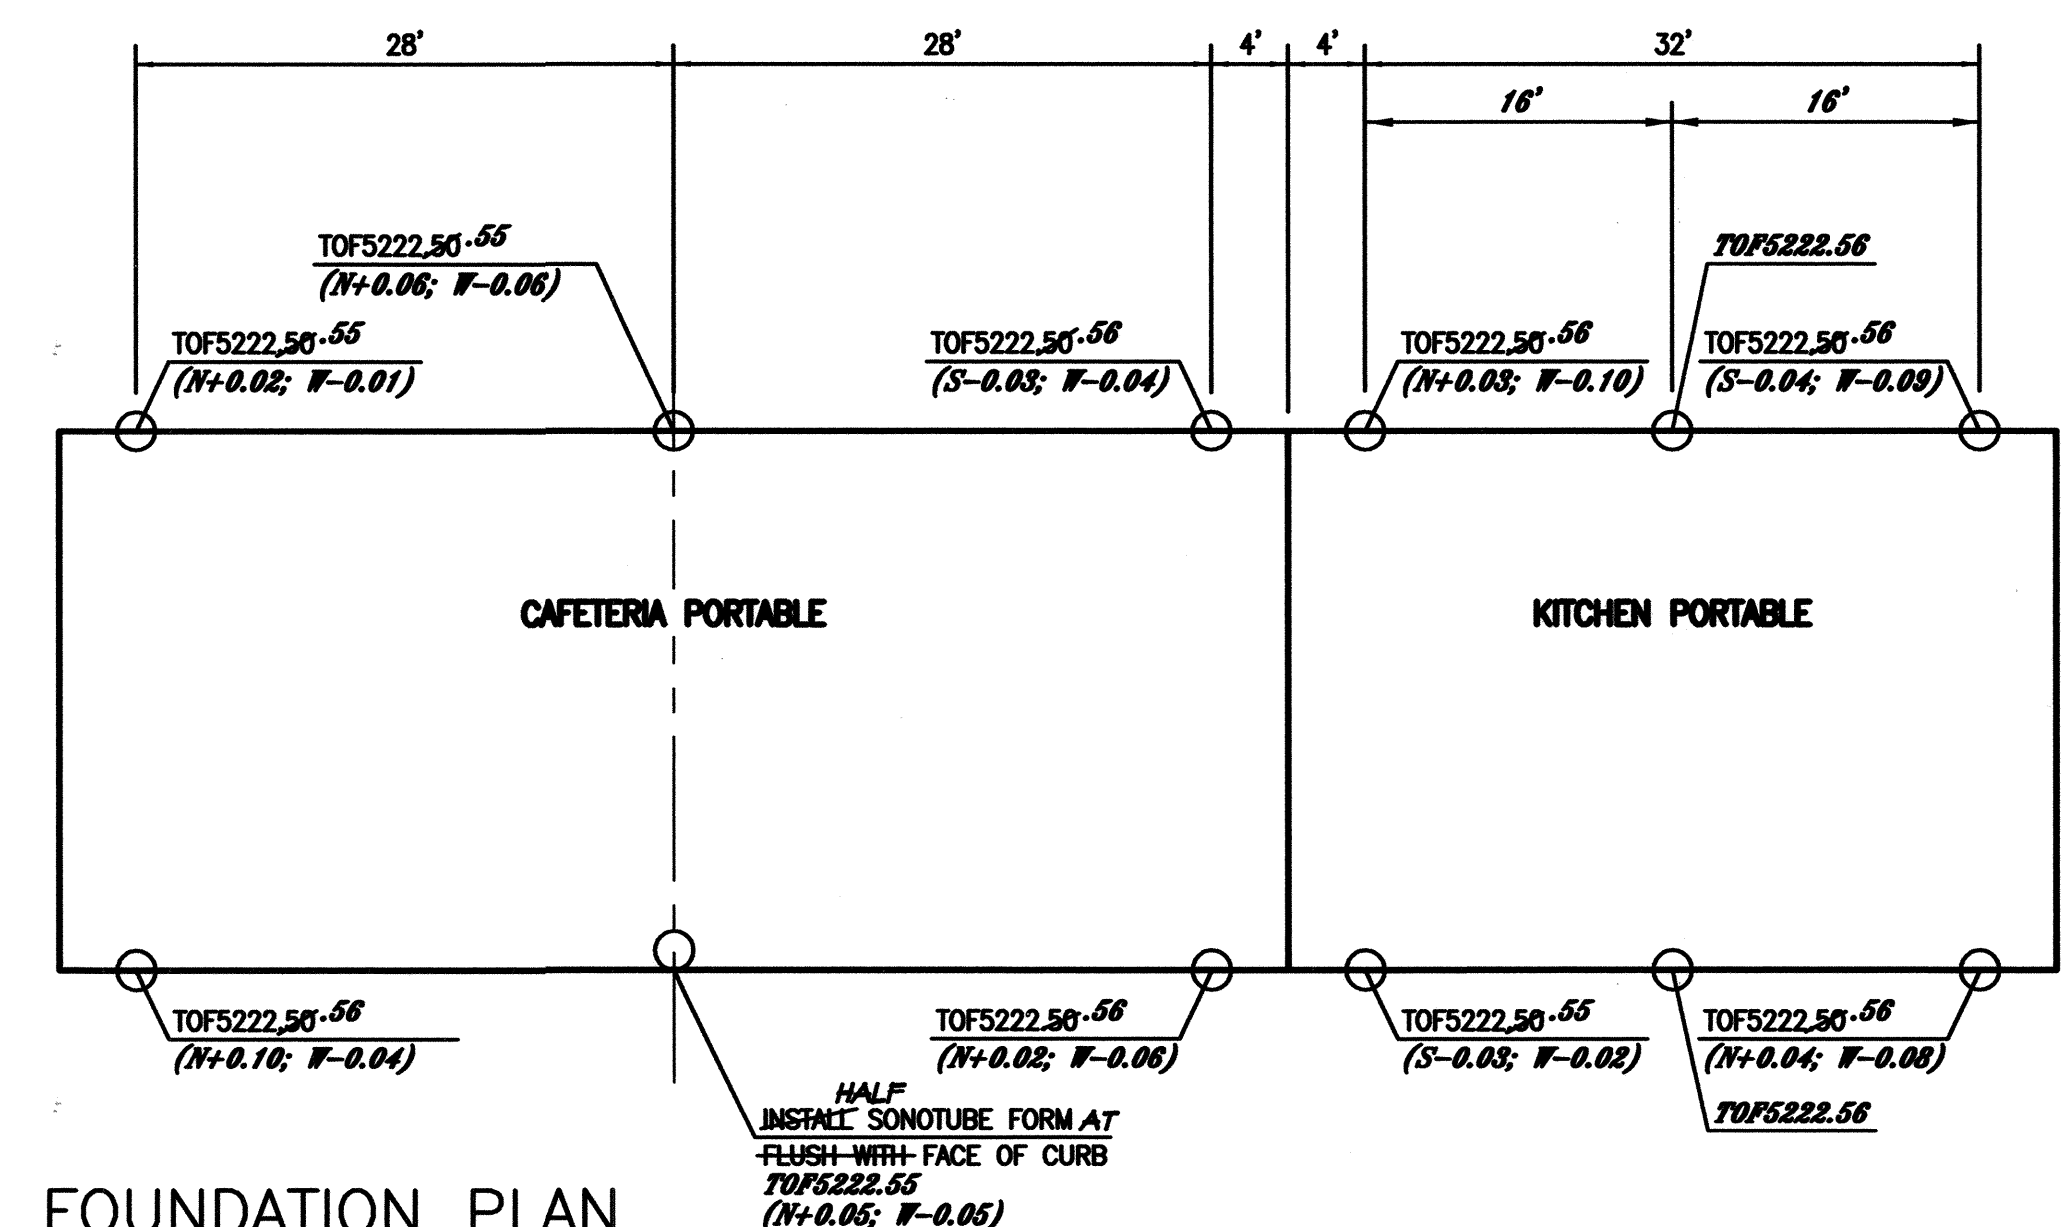 28' 28' 4' 4' 32'
16' 16'
TOF5222.50 .55
(N+0.06; W-0.06)
TOF5222.56
TOF5222.50 .55
(N+0.02; W-0.01)
TOF5222.50 .56
(S-0.03; W-0.04)
TOF5222.50 .56
(N+0.03; W-0.10)
TOF5222.50 .56
(S-0.04; W-0.09)
CAFETERIA PORTABLE
KITCHEN PORTABLE
TOF5222.50 .56
(N+0.10; W-0.04)
TOF5222.50 .56
(N+0.02; W-0.06)
TOF5222.50 .55
(S-0.03; W-0.02)
TOF5222.50 .56
(N+0.04; W-0.08)
TOF5222.56
HALF
INSTALL SONOTUBE FORM AT
FLUSH WITH FACE OF CURB
TOF5222.55
(N+0.05; W-0.05)
FOUNDATION PLAN